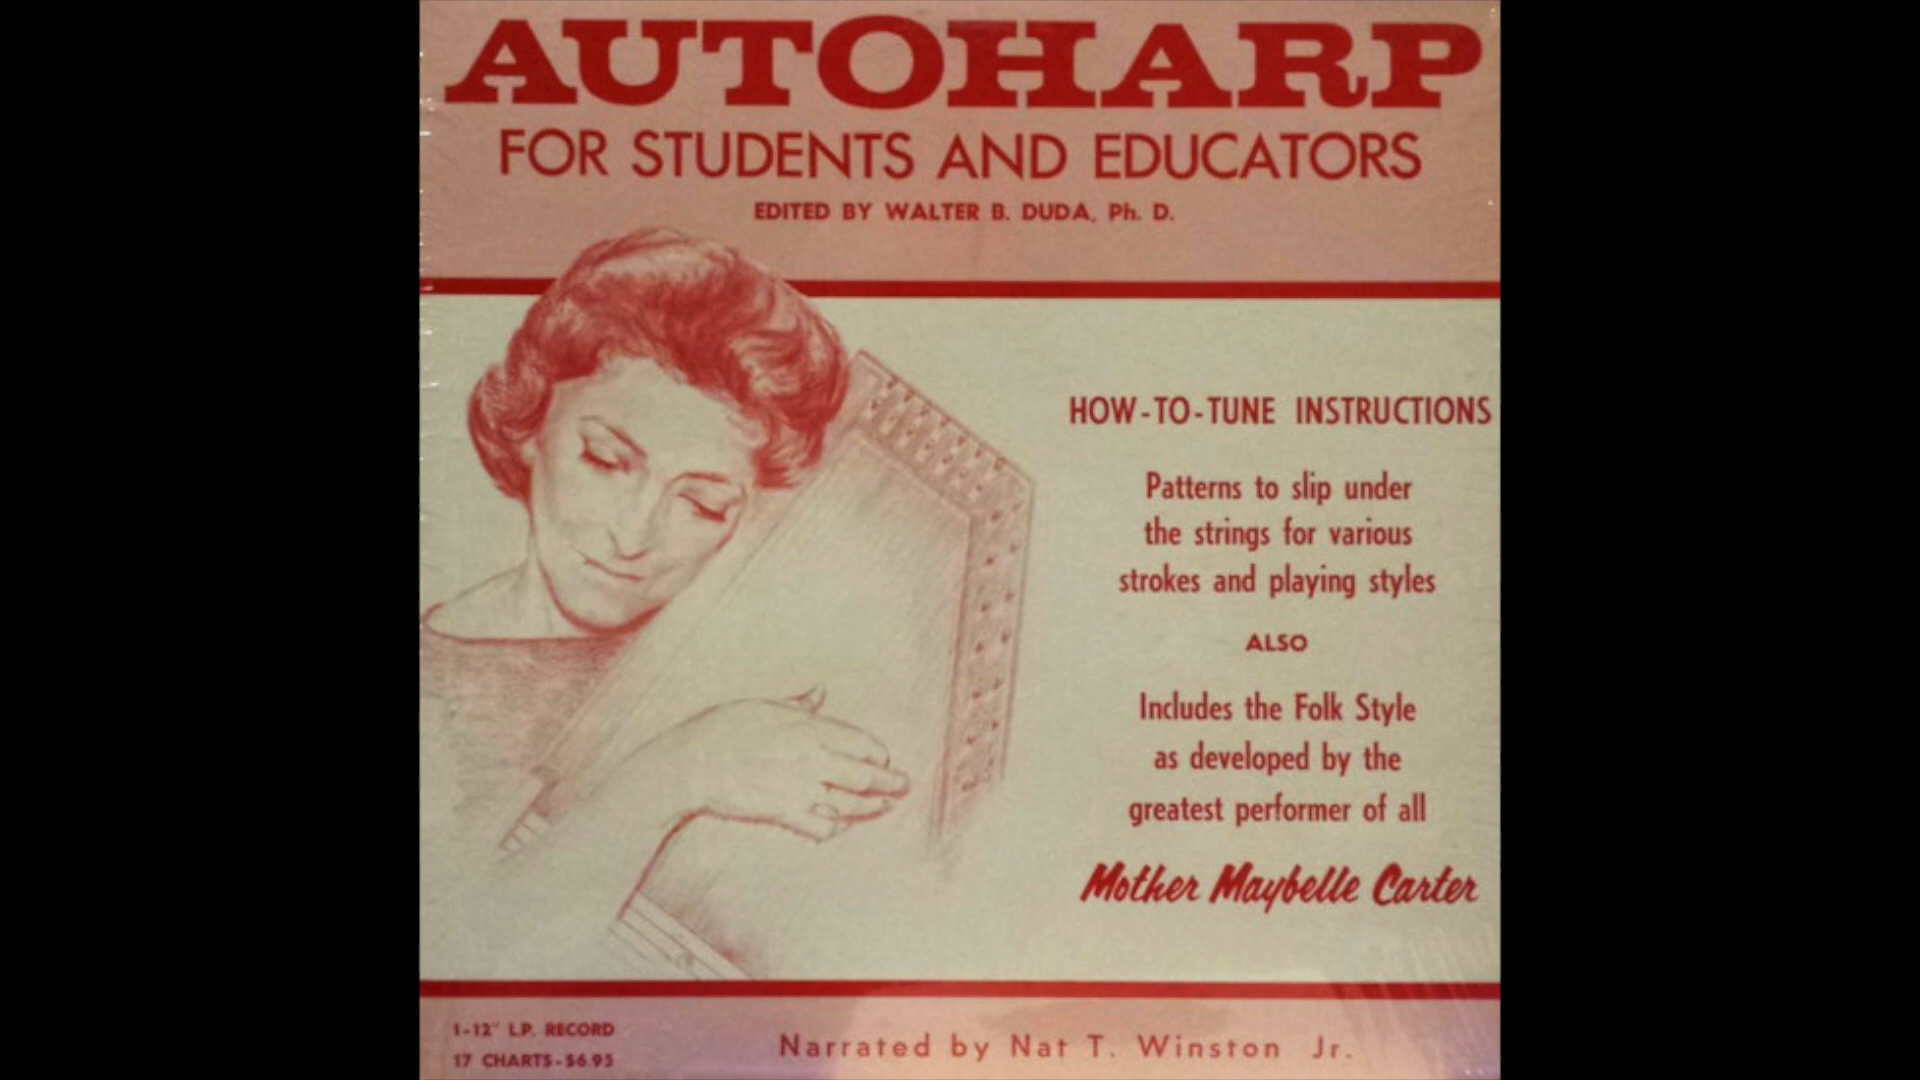 AUTOHARP
FOR STUDENTS AND EDUCATORS
EDITED BY WALTER B. DUDA, Ph. D.
HOW-TO-TUNE INSTRUCTIONS
Patterns to slip under
the strings for various
strokes and playing styles
ALSO
Includes the Folk Style
as developed by the
greatest performer of all
Mother Maybelle Carter
1-12" L.P. RECORD
17 CHARTS-$6.95
Narrated by Nat T. Winston Jr.